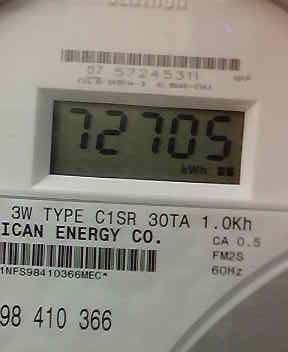 07 57245311
72705
kWh
3W TYPE C1SR 30TA 1.0Kh
ICAN ENERGY CO.
CA 0.5
FM2S
60Hz
1NFS98410366MEC*
98 410 366